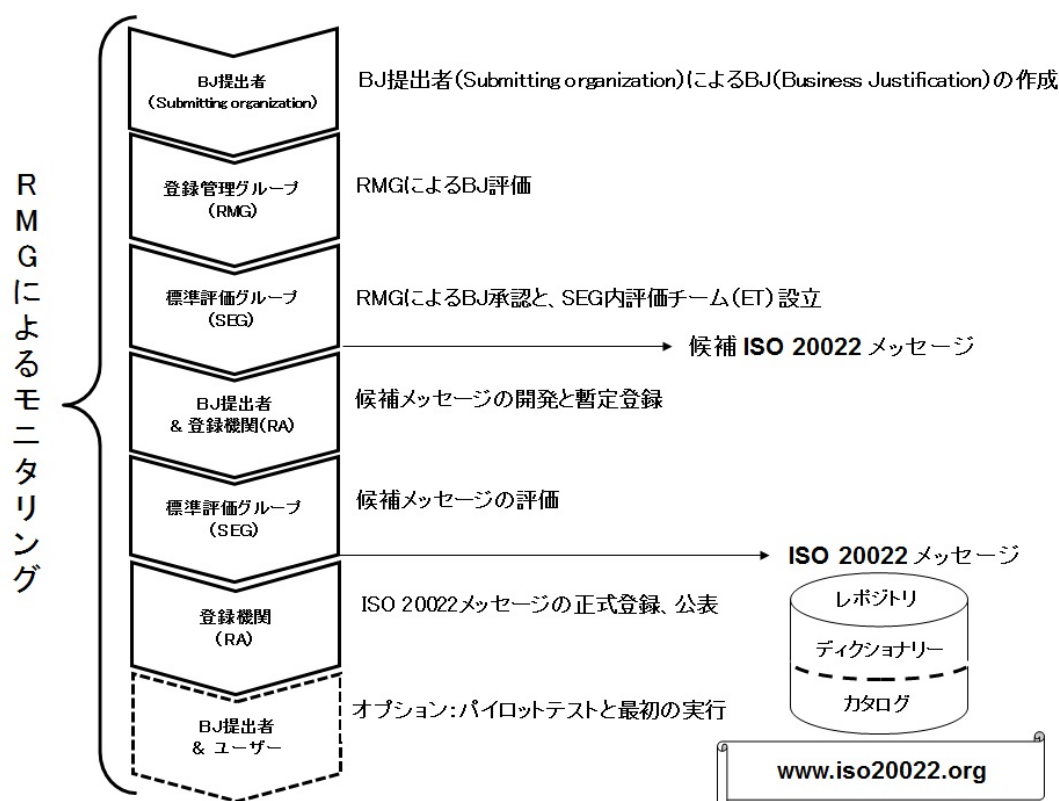 RMGによるモニタリング
BJ提出者
(Submitting organization)
BJ提出者(Submitting organization)によるBJ(Business Justification)の作成
登録管理グループ
(RMG)
RMGによるBJ評価
標準評価グループ
(SEG)
RMGによるBJ承認と、SEG内評価チーム(ET)設立
候補 ISO 20022 メッセージ
BJ提出者
& 登録機関(RA)
候補メッセージの開発と暫定登録
標準評価グループ
(SEG)
候補メッセージの評価
ISO 20022 メッセージ
登録機関
(RA)
ISO 20022メッセージの正式登録、公表
レポジトリ
ディクショナリー
カタログ
BJ提出者
& ユーザー
オプション:パイロットテストと最初の実行
www.iso20022.org